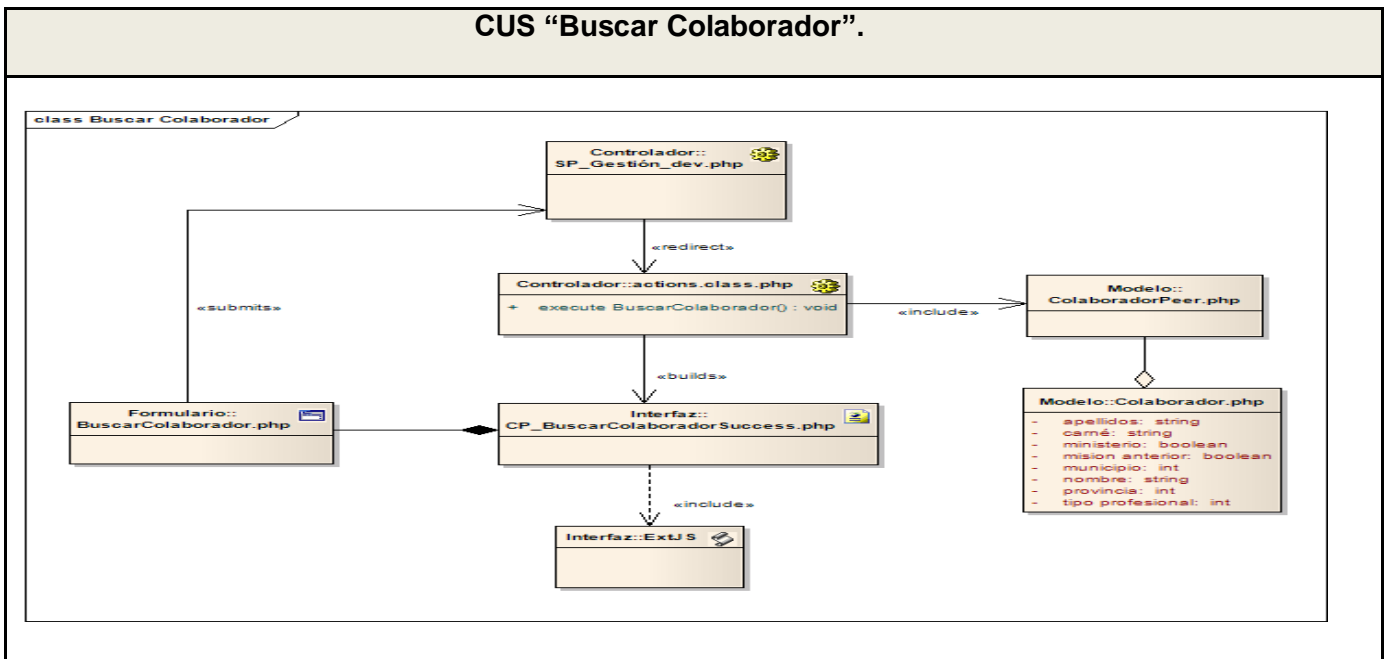 CUS “Buscar Colaborador”.
class Buscar Colaborador
Controlador::
SP_Gestión_dev.php
«redirect»
Controlador::actions.class.php
+ execute BuscarColaborador() : void
«include»
Modelo::
ColaboradorPeer.php
«submits»
«builds»
Formulario::
BuscarColaborador.php
Interfaz::
CP_BuscarColaboradorSuccess.php
Modelo::Colaborador.php
- apellidos: string
- carné: string
- ministerio: boolean
- mision anterior: boolean
- municipio: int
- nombre: string
- provincia: int
- tipo profesional: int
«include»
Interfaz::ExtJS